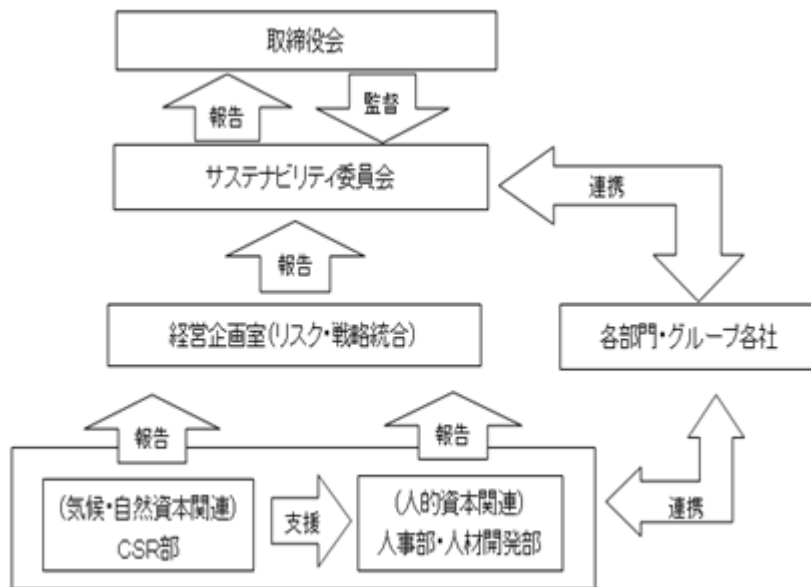 取締役会
報告
監督
サステナビリティ委員会
連携
報告
経営企画室(リスク・戦略統合)
各部門・グループ各社
報告
報告
(気候・自然資本関連)
CSR部
支援
(人的資本関連)
人事部・人材開発部
連携